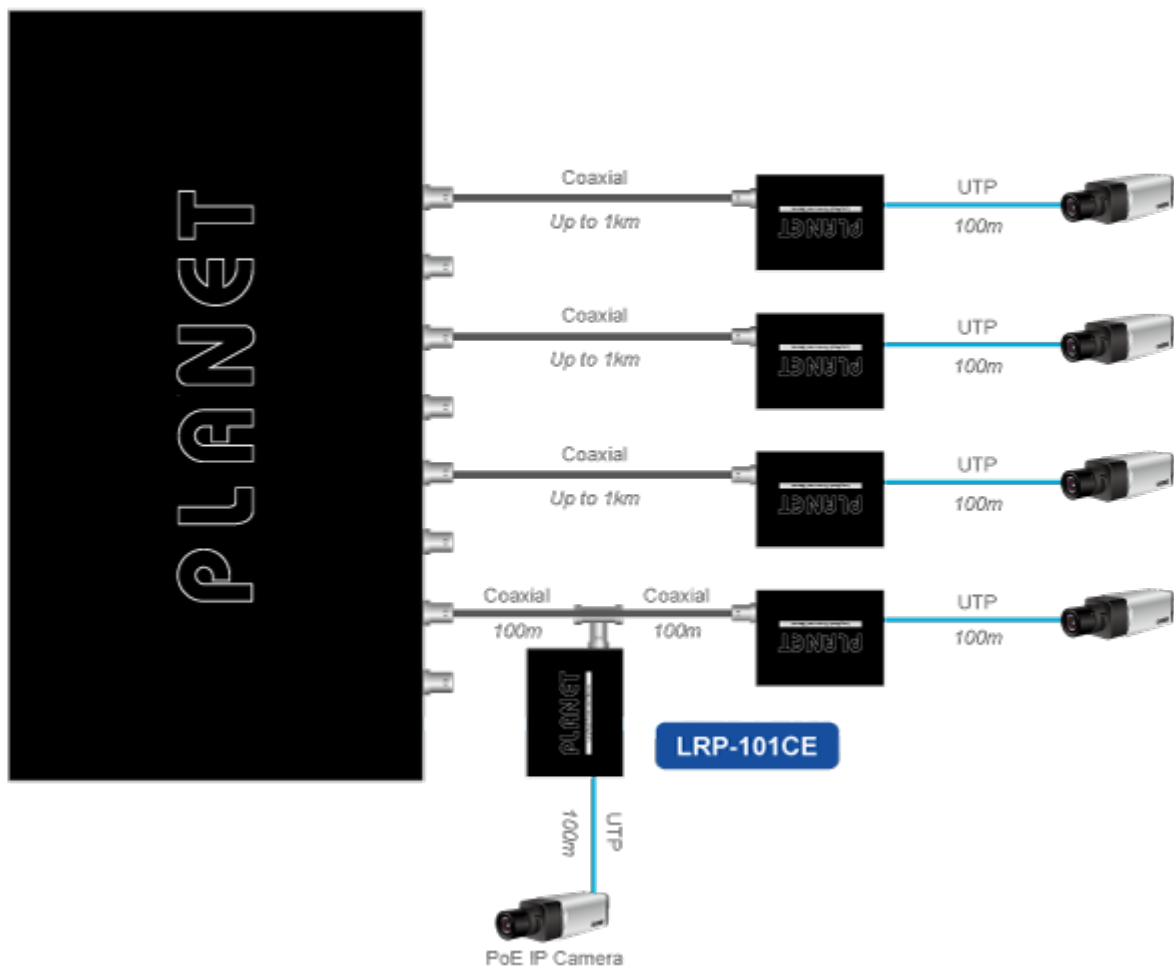 PLANET
Coaxial
Up to 1km
PLANET
UTP
100m
Coaxial
Up to 1km
PLANET
UTP
100m
Coaxial
Up to 1km
PLANET
UTP
100m
Coaxial
100m
Coaxial
100m
PLANET
UTP
100m
PLANET
LRP-101CE
UTP
100m
PoE IP Camera